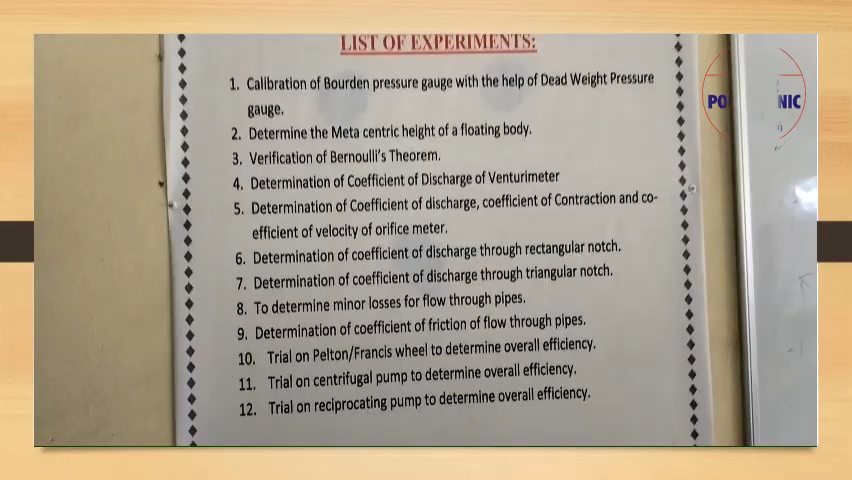 LIST OF EXPERIMENTS:
1. Calibration of Bourden pressure gauge with the help of Dead Weight Pressure
gauge.
2. Determine the Meta centric height of a floating body.
3. Verification of Bernoulli's Theorem.
4. Determination of Coefficient of Discharge of Venturimeter
5. Determination of Coefficient of discharge, coefficient of Contraction and co-
efficient of velocity of orifice meter.
6. Determination of coefficient of discharge through rectangular notch.
7. Determination of coefficient of discharge through triangular notch.
8. To determine minor losses for flow through pipes.
9. Determination of coefficient of friction of flow through pipes.
10. Trial on Pelton/Francis wheel to determine overall efficiency.
11. Trial on centrifugal pump to determine overall efficiency.
12. Trial on reciprocating pump to determine overall efficiency.
PO NIC